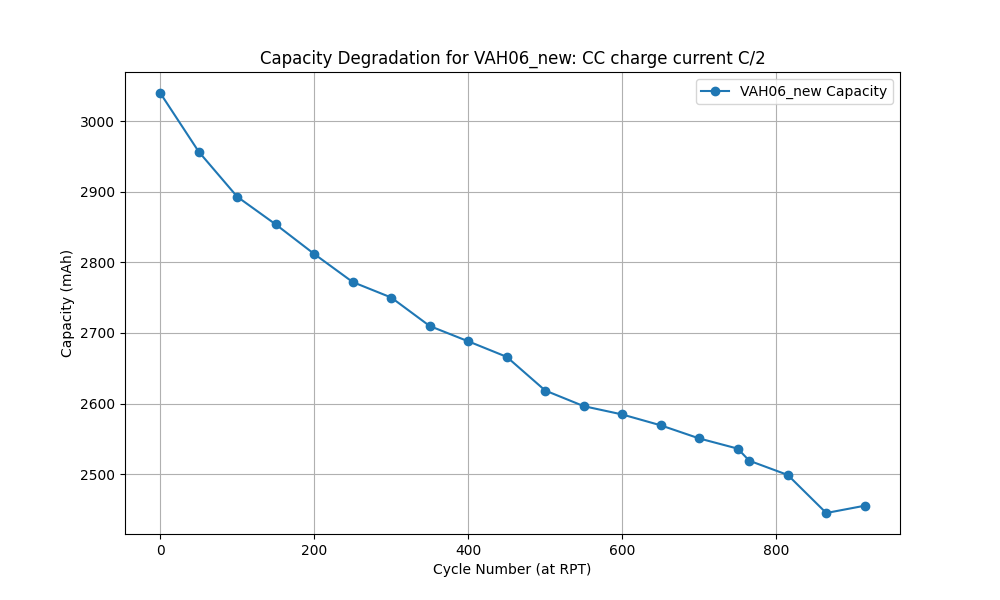 Capacity Degradation for VAH06_new: CC charge current C/2
VAH06_new Capacity
3000
2900
2800
2700
2600
2500
Capacity (mAh)
0 200 400 600 800
Cycle Number (at RPT)